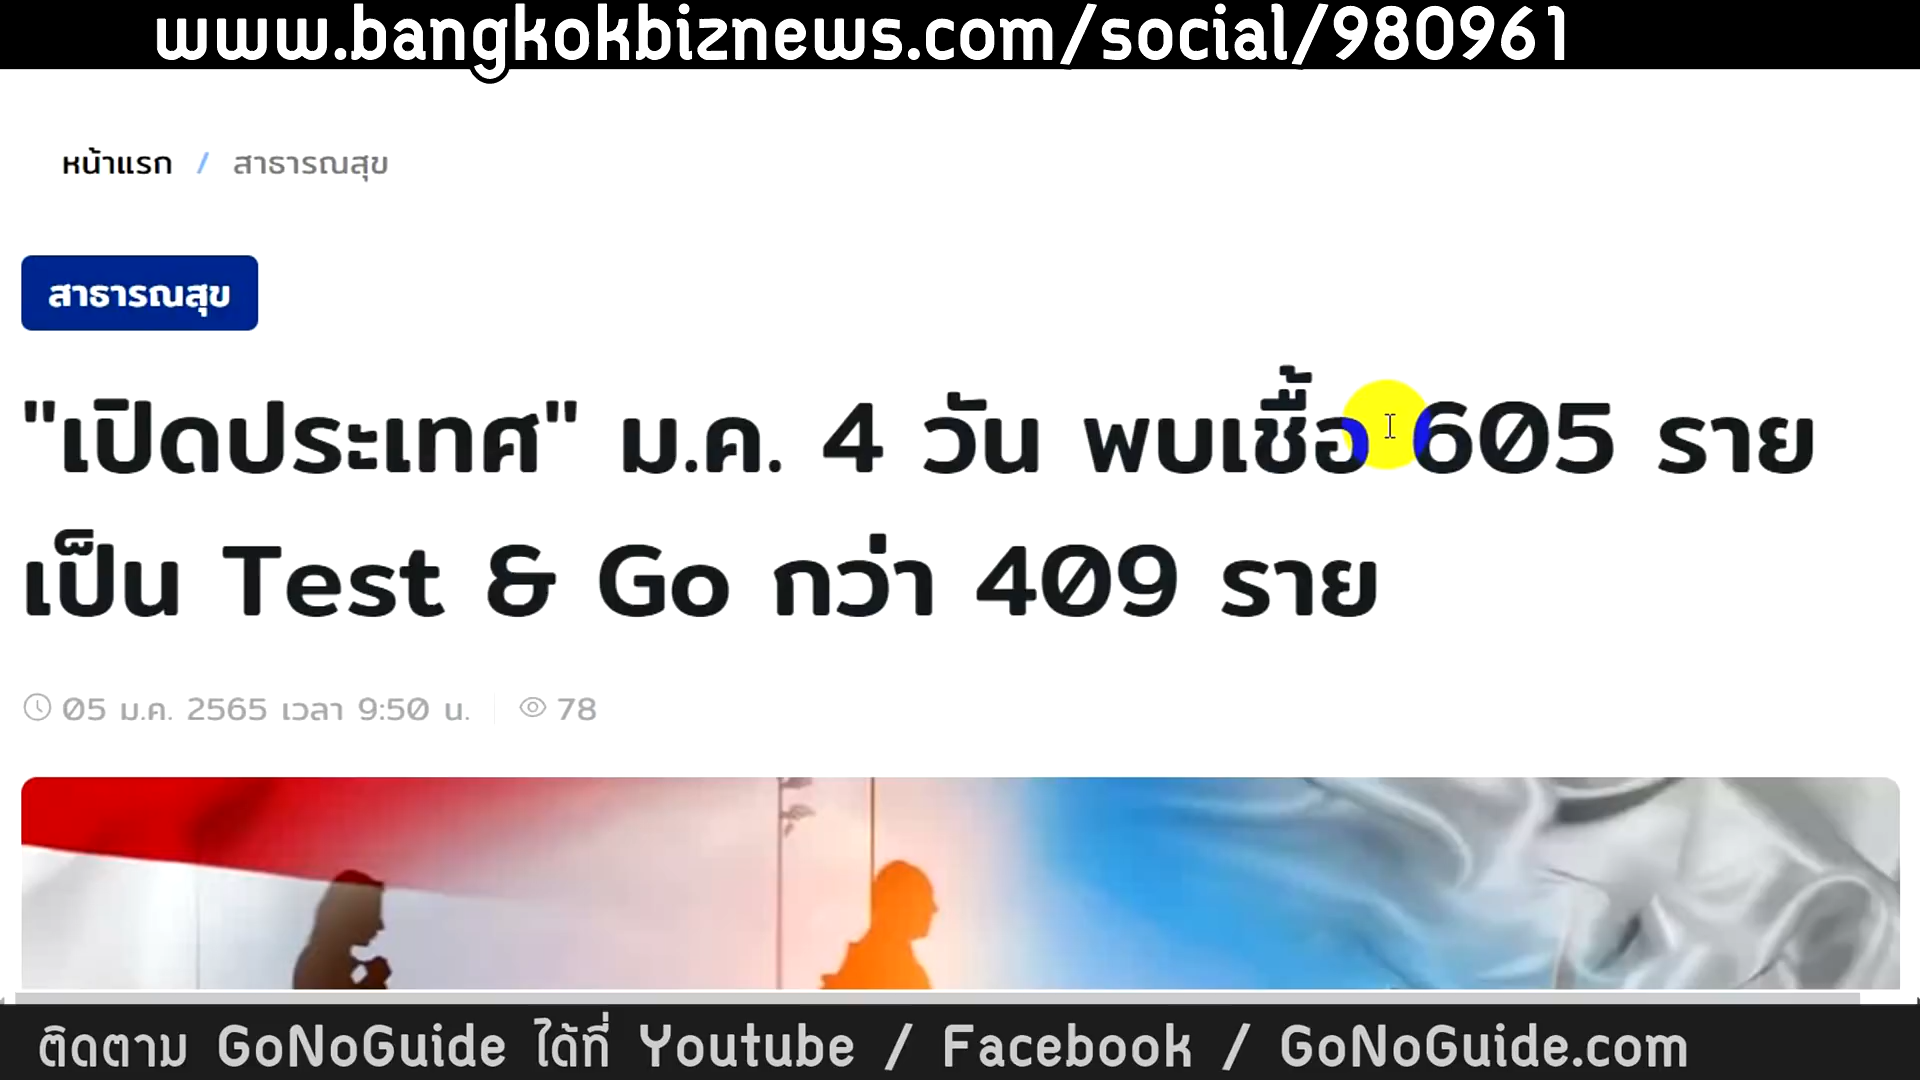 www.bangkokbiznews.com/social/980961
หน้าแรก / สาธารณสุข
สาธารณสุข
"เปิดประเทศ" ม.ค. 4 วัน พบเชื้อ 605 ราย
เป็น Test & Go กว่า 409 ราย
05 ม.ค. 2565 เวลา 9:50 น. 78
ติดตาม GoNoGuide ได้ที่ Youtube / Facebook / GoNoGuide.com